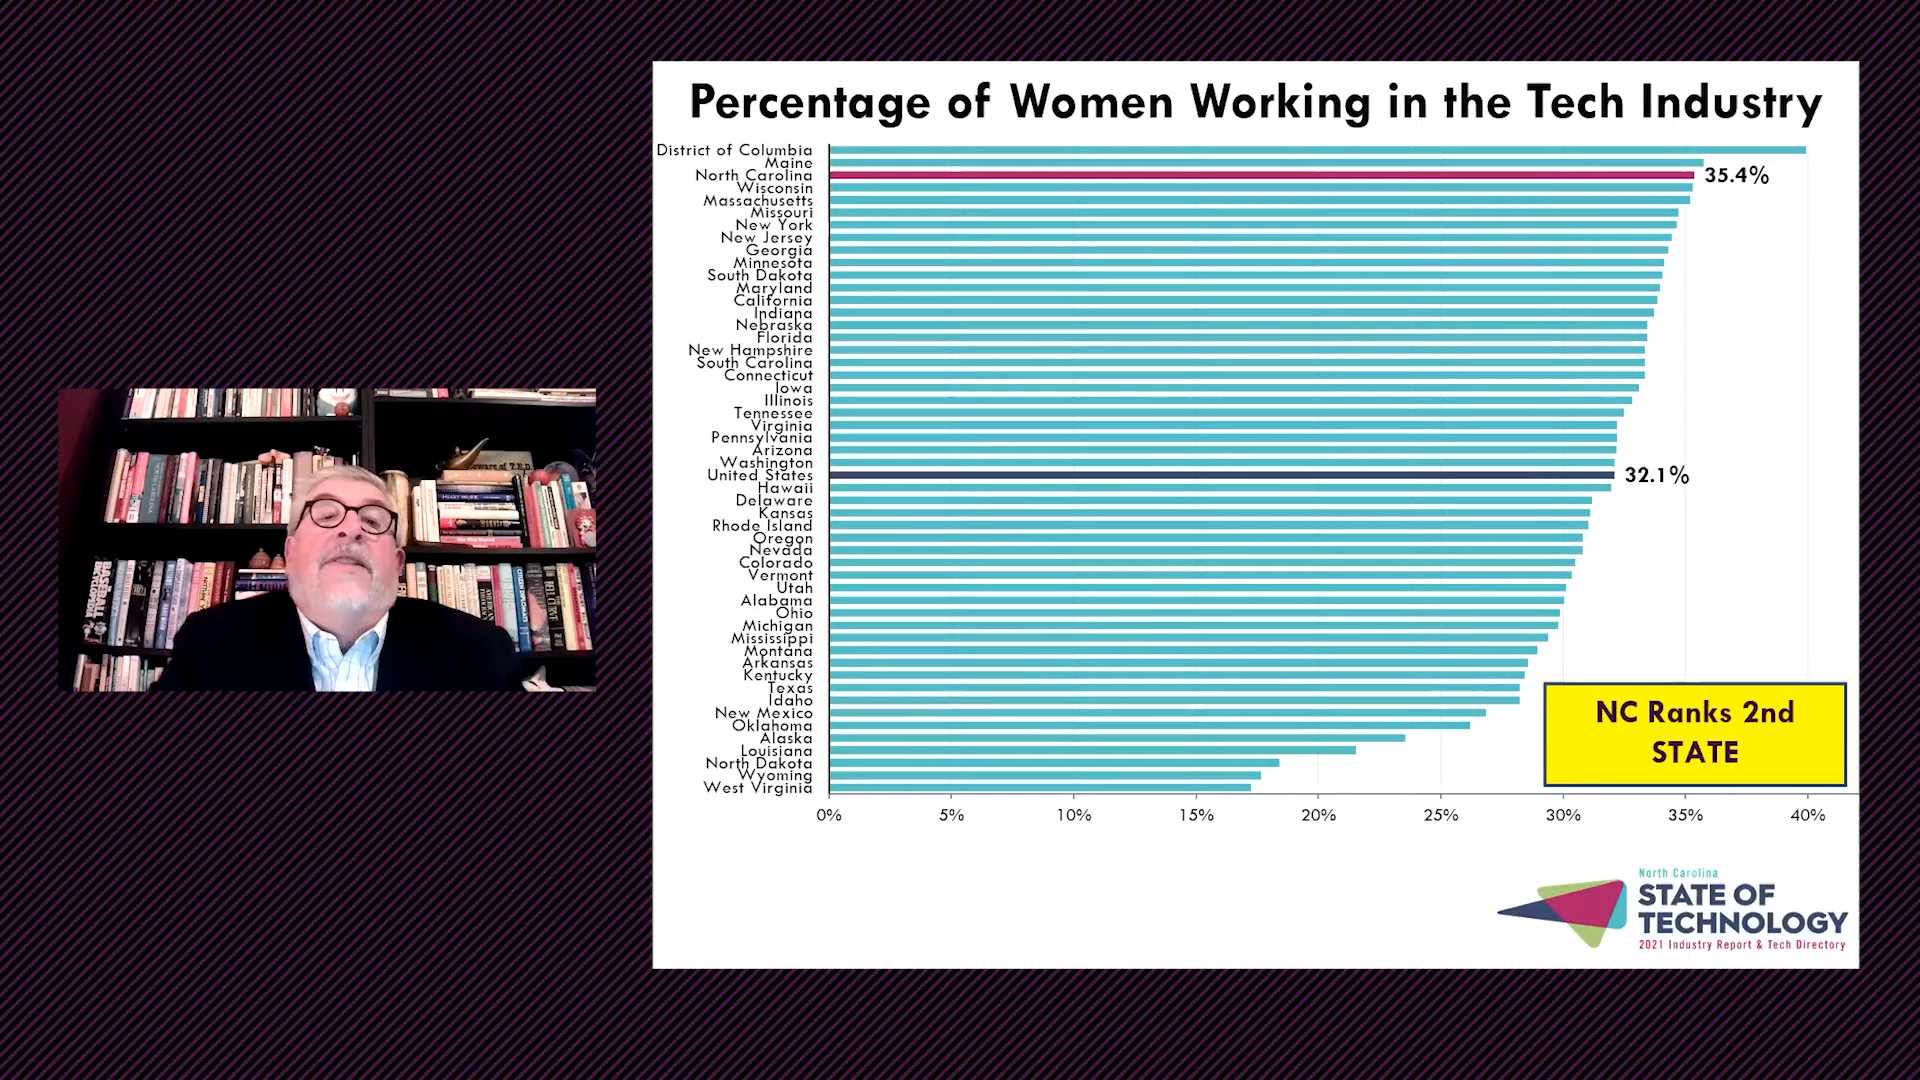 Percentage of Women Working in the Tech Industry
District of Columbia
Maine
North Carolina
35.4%
Wisconsin
Massachusetts
Missouri
New York
New Jersey
Georgia
Minnesota
South Dakota
Maryland
California
Indiana
Nebraska
Florida
New Hampshire
South Carolina
Connecticut
Iowa
Illinois
Tennessee
Virginia
Pennsylvania
Arizona
Washington
United States
32.1%
Hawaii
Delaware
Kansas
Rhode Island
Oregon
Nevada
Colorado
Vermont
Utah
Alabama
Ohio
Michigan
Mississippi
Montana
Arkansas
Kentucky
Texas
Idaho
New Mexico
Oklahoma
Alaska
Louisiana
North Dakota
Wyoming
West Virginia
0% 5% 10% 15% 20% 25% 30% 35% 40%
NC Ranks 2nd
STATE
North Carolina
STATE OF
TECHNOLOGY
2021 Industry Report & Tech Directory
BASEBALL